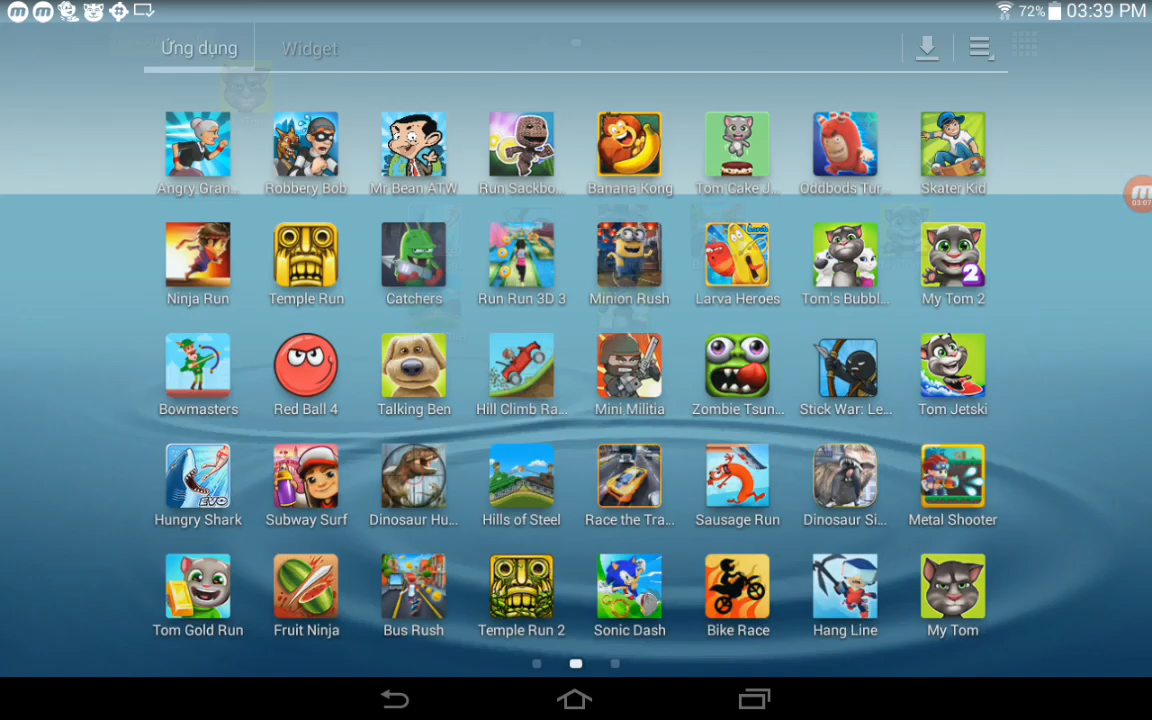 72% 03:39 PM
Ứng dụng Widget
03:07
Angry Gran... Robbery Bob Mr Bean ATW Run Sackbo... Banana Kong Tom Cake J... Oddbods Tur... Skater Kid
Ninja Run Temple Run Catchers Run Run 3D 3 Minion Rush Larva Heroes Tom's Bubbl... My Tom 2
Bowmasters Red Ball 4 Talking Ben Hill Climb Ra... Mini Militia Zombie Tsun... Stick War: Le... Tom Jetski
EVO
Hungry Shark Subway Surf Dinosaur Hu... Hills of Steel Race the Tra... Sausage Run Dinosaur Si... Metal Shooter
Tom Gold Run Fruit Ninja Bus Rush Temple Run 2 Sonic Dash Bike Race Hang Line My Tom